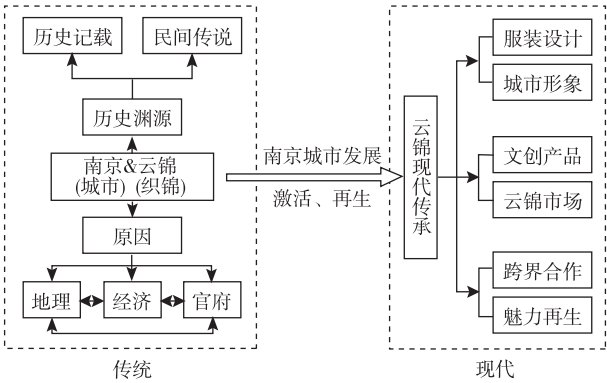 历史记载
民间传说
历史渊源
南京&云锦
(城市) (织锦)
原因
地理
经济
官府
传统
南京城市发展
激活、再生
云锦现代传承
服装设计
城市形象
文创产品
云锦市场
跨界合作
魅力再生
现代